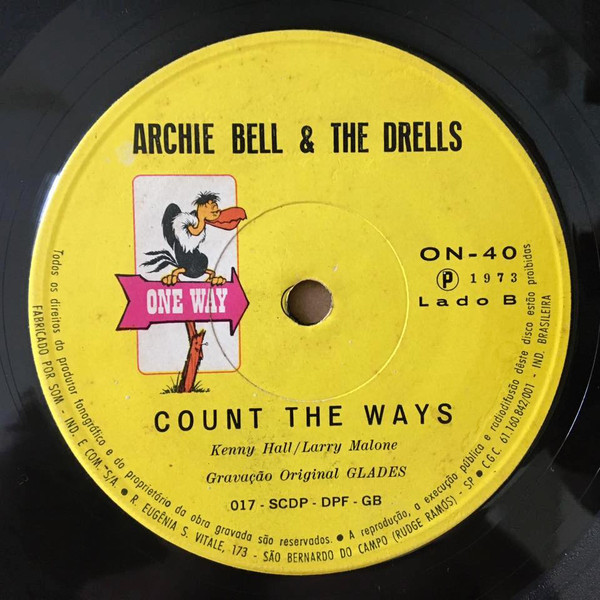 ARCHIE BELL & THE DRELLS
ONE WAY
ON-40
Ⓟ 1973
Lado B
COUNT THE WAYS
Kenny Hall/Larry Malone
Gravação Original GLADES
017 - SCDP - DPF - GB
Todos os direitos do produtor fonográfico e do proprietário da obra gravada são reservados. ● A reprodução, a execução pública e radiodifusão dêste disco estão proibidas
FABRICADO POR SOM - IND. E COM. S/A. ● R. EUGÊNIA S. VITALE, 173 - SÃO BERNARDO DO CAMPO (RUDGE RAMOS) - SP ● C.G.C. 61.160.842/001 - IND. BRASILEIRA